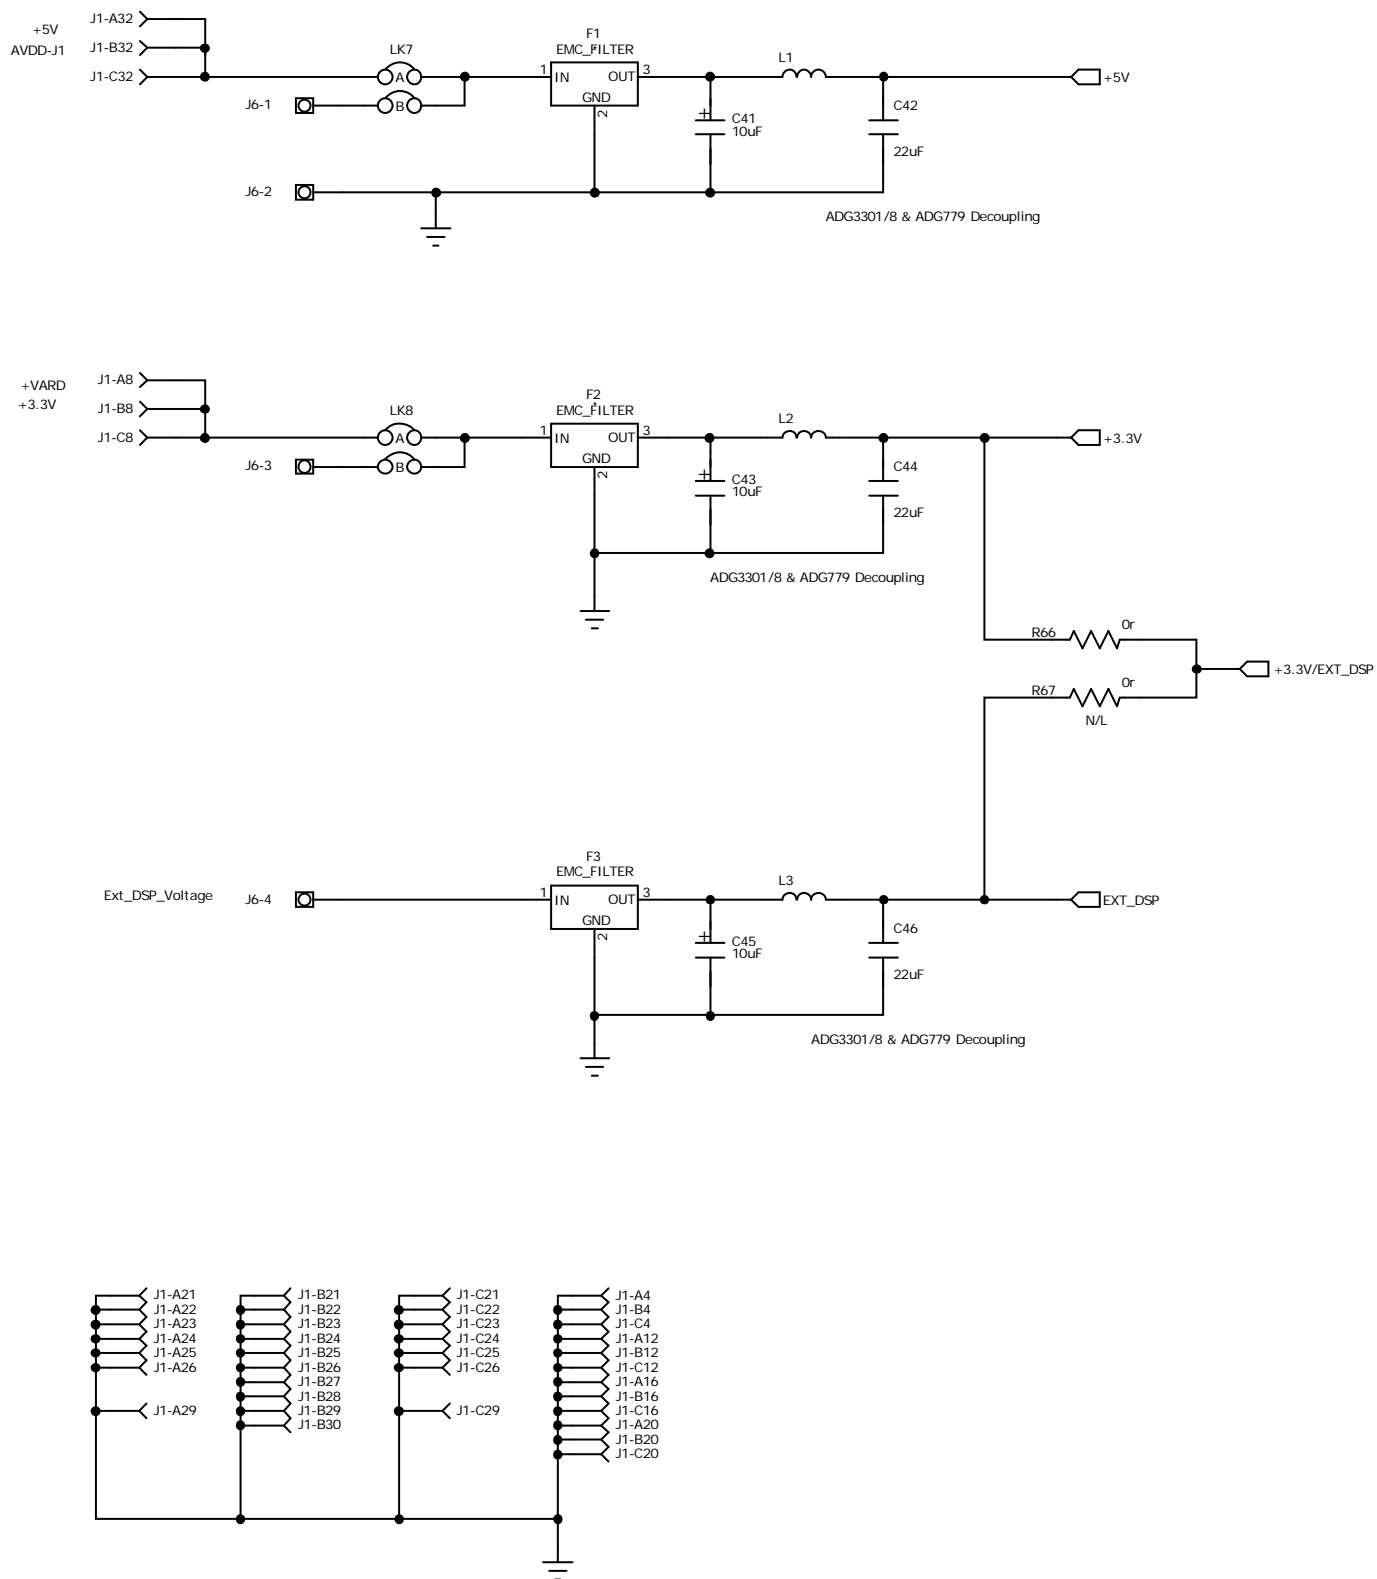 +5V
AVDD-J1
J1-A32
J1-B32
J1-C32
LK7
A
B
J6-1
J6-2
F1
EMC_FILTER
1
IN
OUT
3
GND
2
C41
10uF
L1
C42
22uF
+5V
ADG3301/8 & ADG779 Decoupling
+VARD
+3.3V
J1-A8
J1-B8
J1-C8
LK8
A
B
J6-3
F2
EMC_FILTER
1
IN
OUT
3
GND
2
C43
10uF
L2
C44
22uF
+3.3V
ADG3301/8 & ADG779 Decoupling
R66
0r
+3.3V/EXT_DSP
R67
0r
N/L
Ext_DSP_Voltage
J6-4
F3
EMC_FILTER
1
IN
OUT
3
GND
2
C45
10uF
L3
C46
22uF
EXT_DSP
ADG3301/8 & ADG779 Decoupling
J1-A21
J1-A22
J1-A23
J1-A24
J1-A25
J1-A26
J1-A29
J1-B21
J1-B22
J1-B23
J1-B24
J1-B25
J1-B26
J1-B27
J1-B28
J1-B29
J1-B30
J1-C21
J1-C22
J1-C23
J1-C24
J1-C25
J1-C26
J1-C29
J1-A4
J1-B4
J1-C4
J1-A12
J1-B12
J1-C12
J1-A16
J1-B16
J1-C16
J1-A20
J1-B20
J1-C20